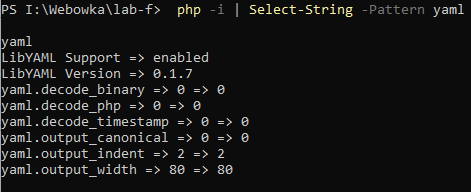 PS I:\Webowka\lab-f>  php -i | Select-String -Pattern yaml
yaml
LibYAML Support => enabled
LibYAML Version => 0.1.7
yaml.decode_binary => 0 => 0
yaml.decode_php => 0 => 0
yaml.decode_timestamp => 0 => 0
yaml.output_canonical => 0 => 0
yaml.output_indent => 2 => 2
yaml.output_width => 80 => 80